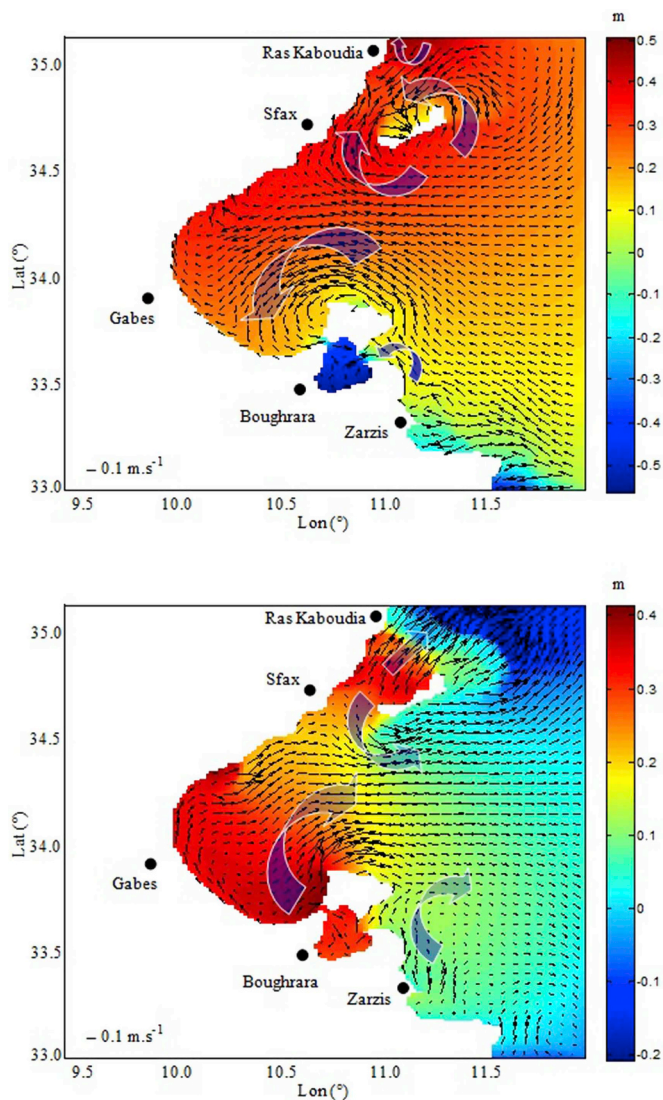 m
35.0
Ras Kaboudia
0.5
Sfax
0.4
34.5
0.3
0.2
Lat (°)
34.0
0.1
Gabes
0
-0.1
33.5
-0.2
Boughrara
-0.3
Zarzis
-0.4
– 0.1 m.s-1
-0.5
33.0
9.5 10.0 10.5 11.0 11.5
Lon (°)
m
35.0
Ras Kaboudia
0.4
Sfax
34.5
0.3
0.2
Lat (°)
34.0
0.1
Gabes
33.5
0
Boughrara
Zarzis
-0.1
– 0.1 m.s-1
33.0
-0.2
9.5 10.0 10.5 11.0 11.5
Lon (°)